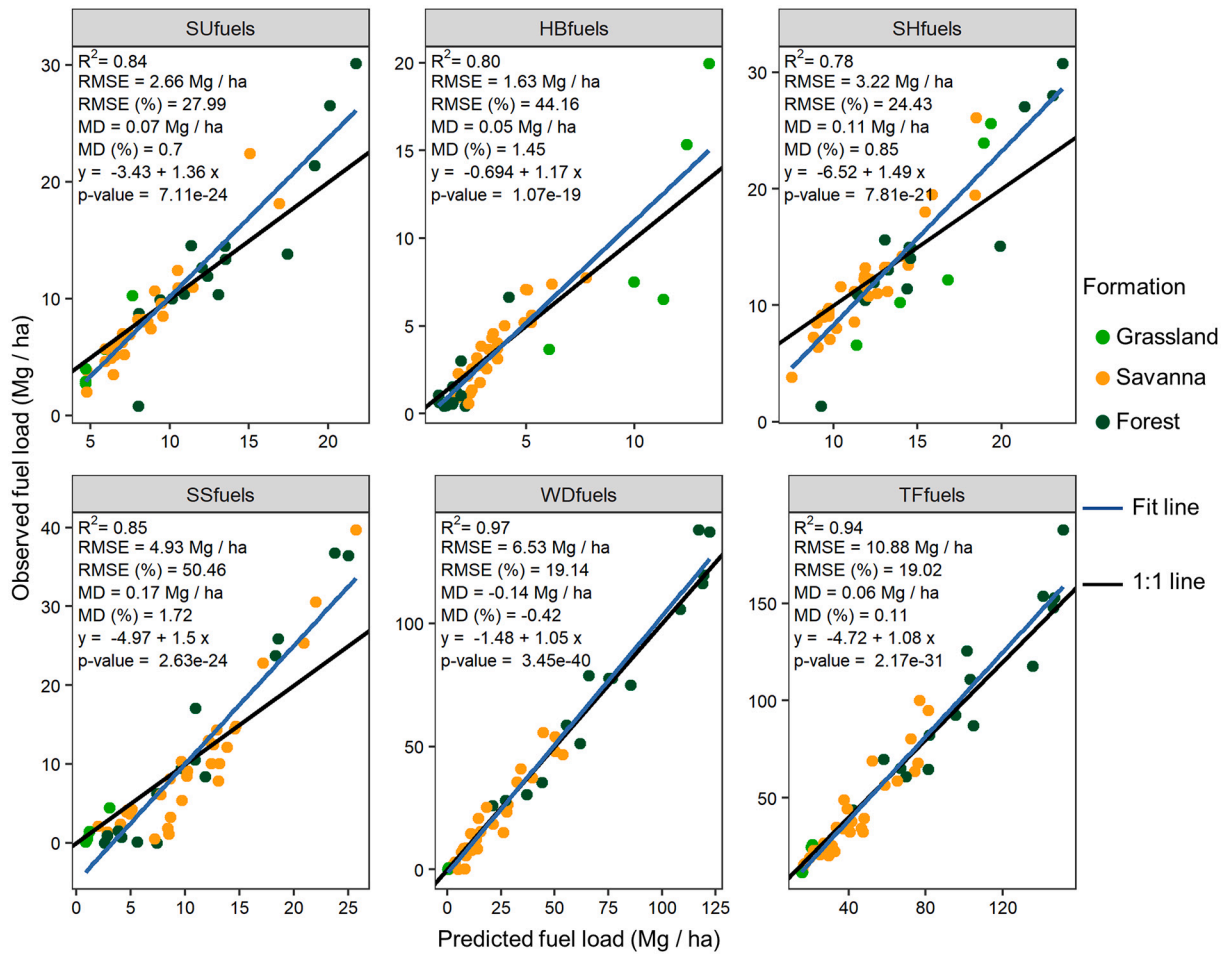 SUfuels
R2= 0.84
RMSE = 2.66 Mg / ha
RMSE (%) = 27.99
MD = 0.07 Mg / ha
MD (%) = 0.7
y = -3.43 + 1.36 x
p-value = 7.11e-24
30
20
10
0
5 10 15 20
HBfuels
R2= 0.80
RMSE = 1.63 Mg / ha
RMSE (%) = 44.16
MD = 0.05 Mg / ha
MD (%) = 1.45
y = -0.694 + 1.17 x
p-value = 1.07e-19
20
15
10
5
0
5 10
SHfuels
R2= 0.78
RMSE = 3.22 Mg / ha
RMSE (%) = 24.43
MD = 0.11 Mg / ha
MD (%) = 0.85
y = -6.52 + 1.49 x
p-value = 7.81e-21
30
20
10
0
10 15 20
SSfuels
R2= 0.85
RMSE = 4.93 Mg / ha
RMSE (%) = 50.46
MD = 0.17 Mg / ha
MD (%) = 1.72
y = -4.97 + 1.5 x
p-value = 2.63e-24
40
30
20
10
0
0 5 10 15 20 25
WDfuels
R2= 0.97
RMSE = 6.53 Mg / ha
RMSE (%) = 19.14
MD = -0.14 Mg / ha
MD (%) = -0.42
y = -1.48 + 1.05 x
p-value = 3.45e-40
100
50
0
0 25 50 75 100 125
TFfuels
R2= 0.94
RMSE = 10.88 Mg / ha
RMSE (%) = 19.02
MD = 0.06 Mg / ha
MD (%) = 0.11
y = -4.72 + 1.08 x
p-value = 2.17e-31
150
100
50
40 80 120
Observed fuel load (Mg / ha)
Predicted fuel load (Mg / ha)
Formation
Grassland
Savanna
Forest
Fit line
1:1 line